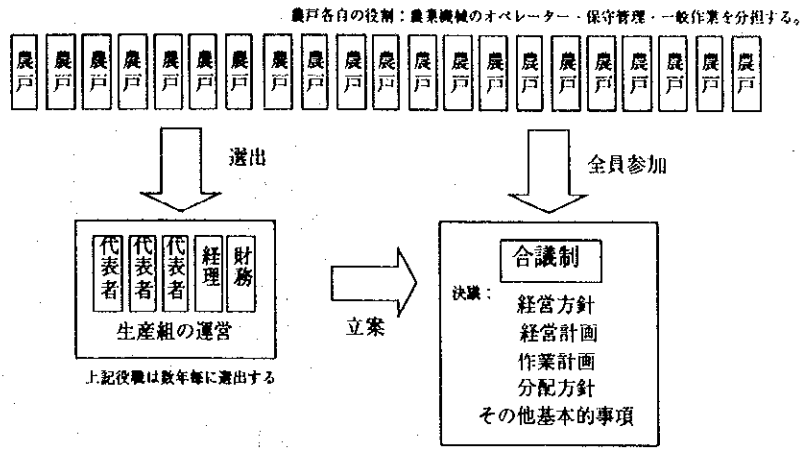 農戸各自の役割：農業機械のオペレーター・保守管理・一般作業を分担する。
農戸 農戸 農戸 農戸 農戸 農戸 農戸 農戸 農戸 農戸 農戸 農戸 農戸 農戸 農戸 農戸 農戸 農戸 農戸 農戸 農戸
選出
全員参加
代表者 代表者 代表者 経理 財務
生産組の運営
上記役職は数年毎に選出する
立案
合議制
決議：
経営方針
経営計画
作業計画
分配方針
その他基本的事項